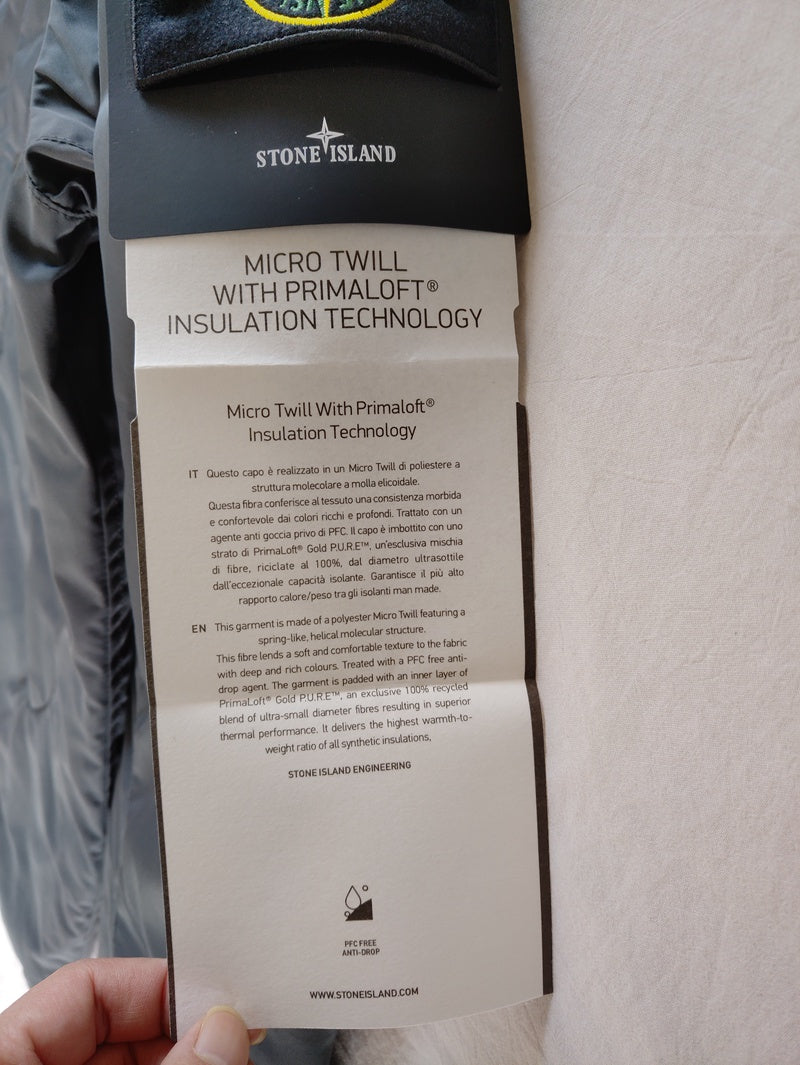 STONE ISLAND
MICRO TWILL
WITH PRIMALOFT®
INSULATION TECHNOLOGY
Micro Twill With Primaloft®
Insulation Technology
IT Questo capo è realizzato in un Micro Twill di poliestere a
struttura molecolare a molla elicoidale.
Questa fibra conferisce al tessuto una consistenza morbida
e confortevole dai colori ricchi e profondi. Trattato con un
agente anti goccia privo di PFC. Il capo è imbottito con uno
strato di PrimaLoft® Gold P.U.R.E™, un'esclusiva mischia
di fibre, riciclate al 100%, dal diametro ultrasottile
dall'eccezionale capacità isolante. Garantisce il più alto
rapporto calore/peso tra gli isolanti man made.
EN This garment is made of a polyester Micro Twill featuring a
spring-like, helical molecular structure.
This fibre lends a soft and comfortable texture to the fabric
with deep and rich colours. Treated with a PFC free anti-
drop agent. The garment is padded with an inner layer of
PrimaLoft® Gold P.U.R.E™, an exclusive 100% recycled
blend of ultra-small diameter fibres resulting in superior
thermal performance. It delivers the highest warmth-to-
weight ratio of all synthetic insulations,
STONE ISLAND ENGINEERING
PFC FREE
ANTI-DROP
WWW.STONEISLAND.COM